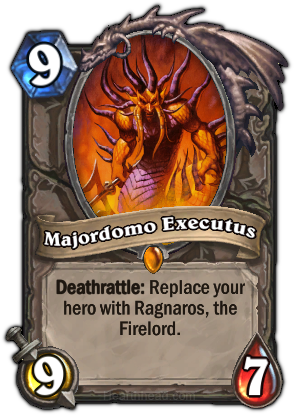 9
Majordomo Executus
Deathrattle: Replace your
hero with Ragnaros, the
Firelord.
9
7